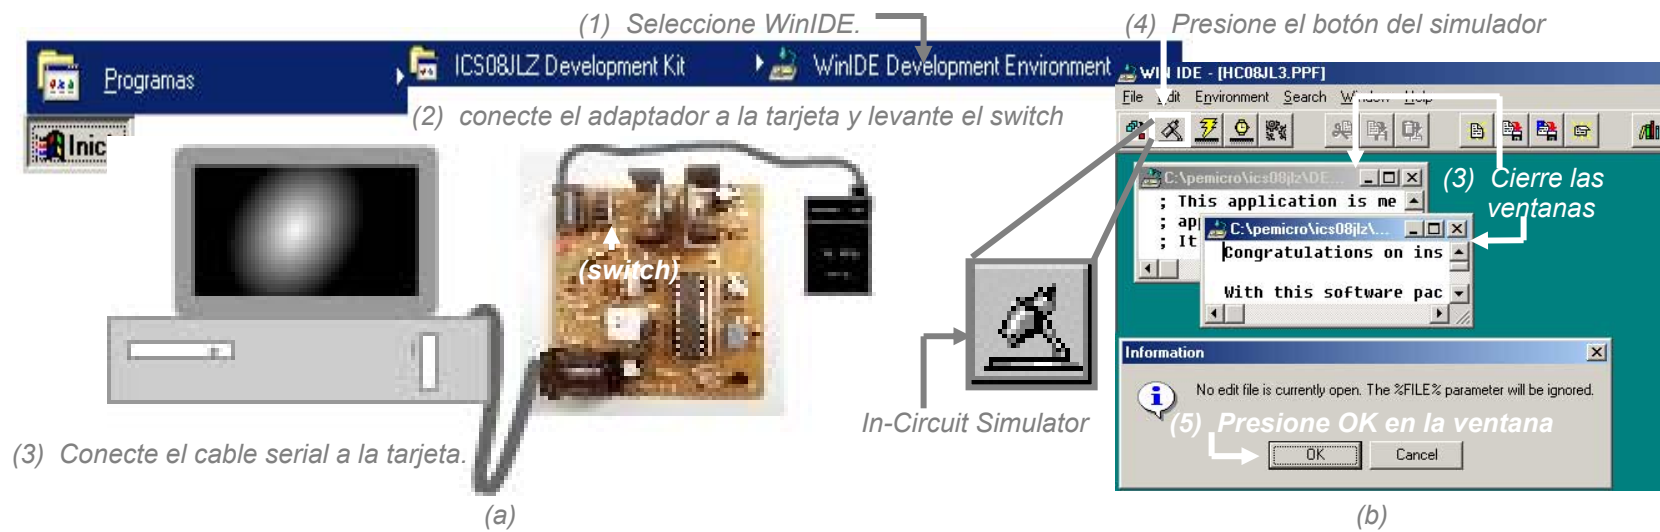 (1) Seleccione WinIDE.
(4) Presione el botón del simulador
Programas
ICS08JLZ Development Kit
WinIDE Development Environment
Inic
(2) conecte el adaptador a la tarjeta y levante el switch
(switch)
(3) Conecte el cable serial a la tarjeta.
In-Circuit Simulator
(a)
WIN IDE - [HC08JL3.PPF]
File Edit Environment Search Window Help
C:\pemicro\ics08jlz\DE...
; This application is me
; ap
; It
(3) Cierre las
ventanas
C:\pemicro\ics08jlz\...
Congratulations on ins
With this software pac
Information
No edit file is currently open. The %FILE% parameter will be ignored.
(5) Presione OK en la ventana
OK
Cancel
(b)